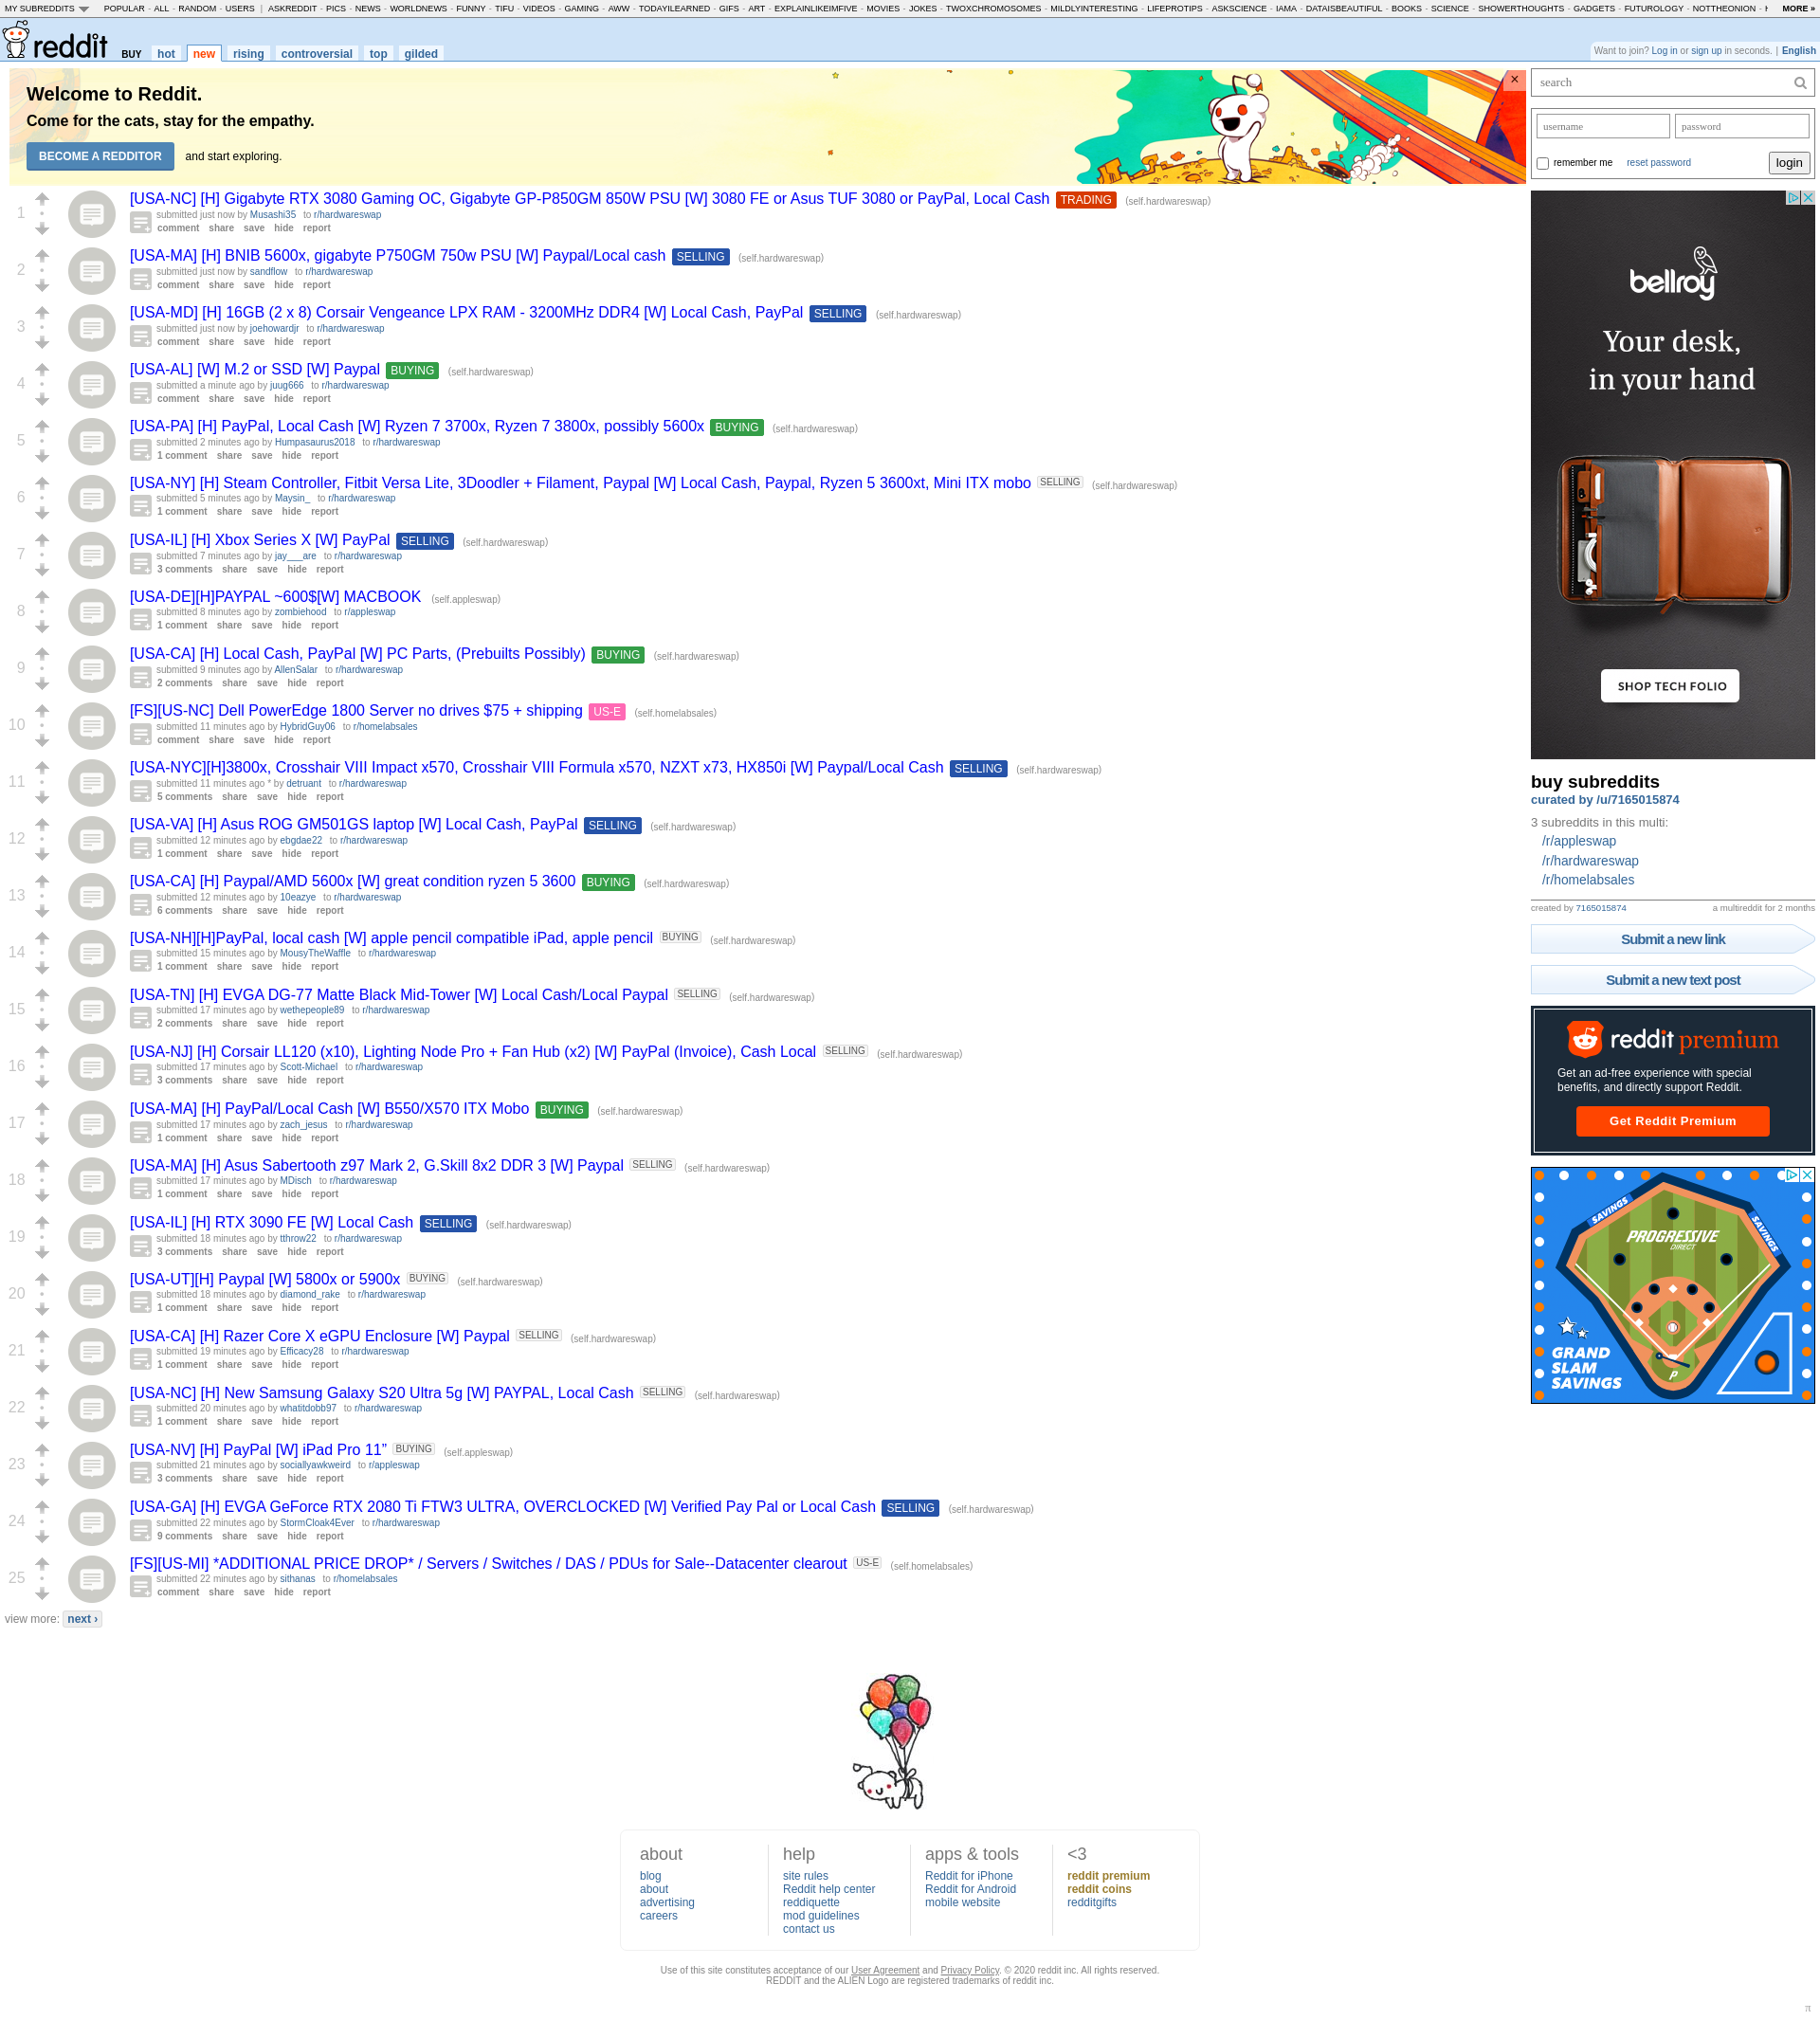 MY SUBREDDITS POPULAR - ALL - RANDOM - USERS | ASKREDDIT - PICS - NEWS - WORLDNEWS - FUNNY - TIFU - VIDEOS - GAMING - AWW - TODAYILEARNED - GIFS - ART - EXPLAINLIKEIMFIVE - MOVIES - JOKES - TWOXCHROMOSOMES - MILDLYINTERESTING - LIFEPROTIPS - ASKSCIENCE - IAMA - DATAISBEAUTIFUL - BOOKS - SCIENCE - SHOWERTHOUGHTS - GADGETS - FUTUROLOGY - NOTTHEONION - MORE »
reddit BUY hot new rising controversial top gilded
Want to join? Log in or sign up in seconds. | English
Welcome to Reddit.
Come for the cats, stay for the empathy.
BECOME A REDDITOR and start exploring.
×
1
[USA-NC] [H] Gigabyte RTX 3080 Gaming OC, Gigabyte GP-P850GM 850W PSU [W] 3080 FE or Asus TUF 3080 or PayPal, Local Cash TRADING (self.hardwareswap)
submitted just now by Musashi35 to r/hardwareswap
comment share save hide report
2
[USA-MA] [H] BNIB 5600x, gigabyte P750GM 750w PSU [W] Paypal/Local cash SELLING (self.hardwareswap)
submitted just now by sandflow to r/hardwareswap
comment share save hide report
3
[USA-MD] [H] 16GB (2 x 8) Corsair Vengeance LPX RAM - 3200MHz DDR4 [W] Local Cash, PayPal SELLING (self.hardwareswap)
submitted just now by joehowardjr to r/hardwareswap
comment share save hide report
4
[USA-AL] [W] M.2 or SSD [W] Paypal BUYING (self.hardwareswap)
submitted a minute ago by juug666 to r/hardwareswap
comment share save hide report
5
[USA-PA] [H] PayPal, Local Cash [W] Ryzen 7 3700x, Ryzen 7 3800x, possibly 5600x BUYING (self.hardwareswap)
submitted 2 minutes ago by Humpasaurus2018 to r/hardwareswap
1 comment share save hide report
6
[USA-NY] [H] Steam Controller, Fitbit Versa Lite, 3Doodler + Filament, Paypal [W] Local Cash, Paypal, Ryzen 5 3600xt, Mini ITX mobo SELLING (self.hardwareswap)
submitted 5 minutes ago by Maysin_ to r/hardwareswap
1 comment share save hide report
7
[USA-IL] [H] Xbox Series X [W] PayPal SELLING (self.hardwareswap)
submitted 7 minutes ago by jay___are to r/hardwareswap
3 comments share save hide report
8
[USA-DE][H]PAYPAL ~600$[W] MACBOOK (self.appleswap)
submitted 8 minutes ago by zombiehood to r/appleswap
1 comment share save hide report
9
[USA-CA] [H] Local Cash, PayPal [W] PC Parts, (Prebuilts Possibly) BUYING (self.hardwareswap)
submitted 9 minutes ago by AllenSalar to r/hardwareswap
2 comments share save hide report
10
[FS][US-NC] Dell PowerEdge 1800 Server no drives $75 + shipping US-E (self.homelabsales)
submitted 11 minutes ago by HybridGuy06 to r/homelabsales
comment share save hide report
11
[USA-NYC][H]3800x, Crosshair VIII Impact x570, Crosshair VIII Formula x570, NZXT x73, HX850i [W] Paypal/Local Cash SELLING (self.hardwareswap)
submitted 11 minutes ago * by detruant to r/hardwareswap
5 comments share save hide report
12
[USA-VA] [H] Asus ROG GM501GS laptop [W] Local Cash, PayPal SELLING (self.hardwareswap)
submitted 12 minutes ago by ebgdae22 to r/hardwareswap
1 comment share save hide report
13
[USA-CA] [H] Paypal/AMD 5600x [W] great condition ryzen 5 3600 BUYING (self.hardwareswap)
submitted 12 minutes ago by 10eazye to r/hardwareswap
6 comments share save hide report
14
[USA-NH][H]PayPal, local cash [W] apple pencil compatible iPad, apple pencil BUYING (self.hardwareswap)
submitted 15 minutes ago by MousyTheWaffle to r/hardwareswap
1 comment share save hide report
15
[USA-TN] [H] EVGA DG-77 Matte Black Mid-Tower [W] Local Cash/Local Paypal SELLING (self.hardwareswap)
submitted 17 minutes ago by wethepeople89 to r/hardwareswap
2 comments share save hide report
16
[USA-NJ] [H] Corsair LL120 (x10), Lighting Node Pro + Fan Hub (x2) [W] PayPal (Invoice), Cash Local SELLING (self.hardwareswap)
submitted 17 minutes ago by Scott-Michael to r/hardwareswap
3 comments share save hide report
17
[USA-MA] [H] PayPal/Local Cash [W] B550/X570 ITX Mobo BUYING (self.hardwareswap)
submitted 17 minutes ago by zach_jesus to r/hardwareswap
1 comment share save hide report
18
[USA-MA] [H] Asus Sabertooth z97 Mark 2, G.Skill 8x2 DDR 3 [W] Paypal SELLING (self.hardwareswap)
submitted 17 minutes ago by MDisch to r/hardwareswap
1 comment share save hide report
19
[USA-IL] [H] RTX 3090 FE [W] Local Cash SELLING (self.hardwareswap)
submitted 18 minutes ago by tthrow22 to r/hardwareswap
3 comments share save hide report
20
[USA-UT][H] Paypal [W] 5800x or 5900x BUYING (self.hardwareswap)
submitted 18 minutes ago by diamond_rake to r/hardwareswap
1 comment share save hide report
21
[USA-CA] [H] Razer Core X eGPU Enclosure [W] Paypal SELLING (self.hardwareswap)
submitted 19 minutes ago by Efficacy28 to r/hardwareswap
1 comment share save hide report
22
[USA-NC] [H] New Samsung Galaxy S20 Ultra 5g [W] PAYPAL, Local Cash SELLING (self.hardwareswap)
submitted 20 minutes ago by whatitdobb97 to r/hardwareswap
1 comment share save hide report
23
[USA-NV] [H] PayPal [W] iPad Pro 11” BUYING (self.appleswap)
submitted 21 minutes ago by sociallyawkweird to r/appleswap
3 comments share save hide report
24
[USA-GA] [H] EVGA GeForce RTX 2080 Ti FTW3 ULTRA, OVERCLOCKED [W] Verified Pay Pal or Local Cash SELLING (self.hardwareswap)
submitted 22 minutes ago by StormCloak4Ever to r/hardwareswap
9 comments share save hide report
25
[FS][US-MI] *ADDITIONAL PRICE DROP* / Servers / Switches / DAS / PDUs for Sale--Datacenter clearout US-E (self.homelabsales)
submitted 22 minutes ago by sithanas to r/homelabsales
comment share save hide report
view more: next ›
search
username password
remember me reset password login
bellroy
Your desk,
in your hand
SHOP TECH FOLIO
buy subreddits
curated by /u/7165015874
3 subreddits in this multi:
/r/appleswap
/r/hardwareswap
/r/homelabsales
created by 7165015874 a multireddit for 2 months
Submit a new link
Submit a new text post
reddit premium
Get an ad-free experience with special
benefits, and directly support Reddit.
Get Reddit Premium
SAVINGS
SAVINGS
PROGRESSIVE
DIRECT
GRAND
SLAM
SAVINGS
P
about
blog
about
advertising
careers
help
site rules
Reddit help center
reddiquette
mod guidelines
contact us
apps & tools
Reddit for iPhone
Reddit for Android
mobile website
<3
reddit premium
reddit coins
redditgifts
Use of this site constitutes acceptance of our User Agreement and Privacy Policy. © 2020 reddit inc. All rights reserved.
REDDIT and the ALIEN Logo are registered trademarks of reddit inc.
π